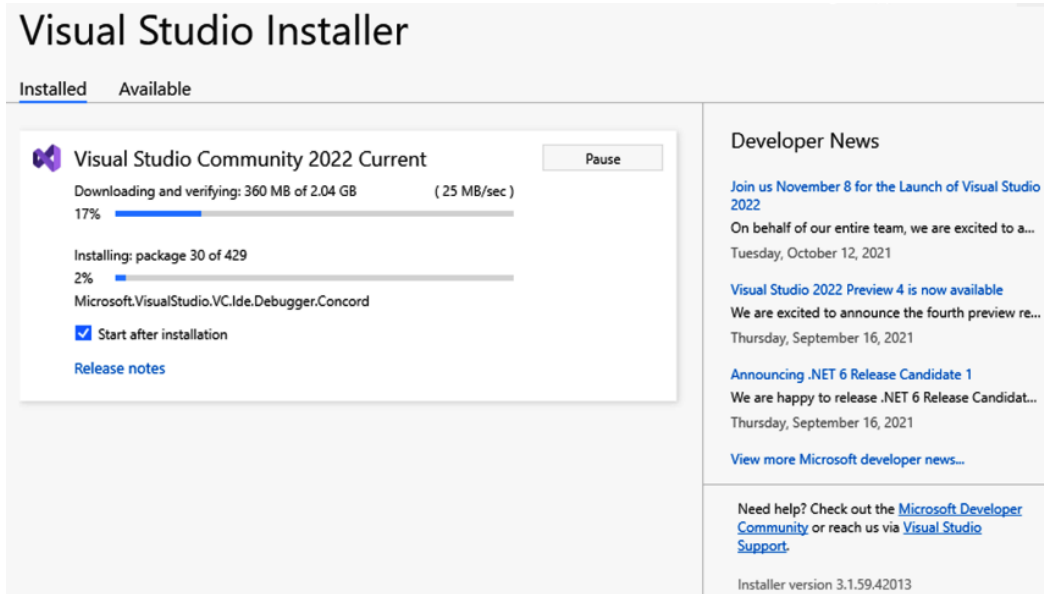 Visual Studio Installer
Installed Available
Visual Studio Community 2022 Current
Pause
Downloading and verifying: 360 MB of 2.04 GB ( 25 MB/sec )
17%
Installing: package 30 of 429
2%
Microsoft.VisualStudio.VC.Ide.Debugger.Concord
Start after installation
Release notes
Developer News
Join us November 8 for the Launch of Visual Studio
2022
On behalf of our entire team, we are excited to a...
Tuesday, October 12, 2021
Visual Studio 2022 Preview 4 is now available
We are excited to announce the fourth preview re...
Thursday, September 16, 2021
Announcing .NET 6 Release Candidate 1
We are happy to release .NET 6 Release Candidat...
Thursday, September 16, 2021
View more Microsoft developer news...
Need help? Check out the Microsoft Developer
Community or reach us via Visual Studio
Support.
Installer version 3.1.59.42013